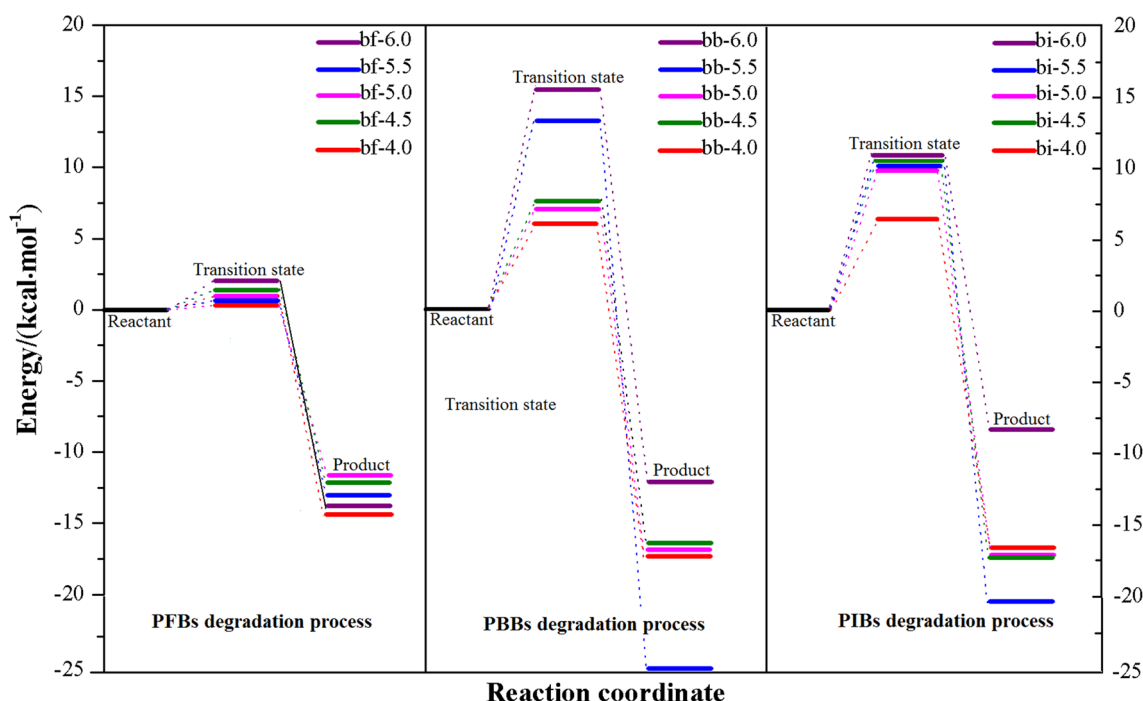 Energy/(kcal·mol⁻¹)
20
15
10
5
0
-5
-10
-15
-20
-25
bf-6.0
bf-5.5
bf-5.0
bf-4.5
bf-4.0
Transition state
Reactant
Product
PFBs degradation process
bb-6.0
bb-5.5
bb-5.0
bb-4.5
bb-4.0
Transition state
Reactant
Transition state
Product
PBBs degradation process
bi-6.0
bi-5.5
bi-5.0
bi-4.5
bi-4.0
Transition state
Reactant
Product
PIBs degradation process
20
15
10
5
0
-5
-10
-15
-20
-25
Reaction coordinate